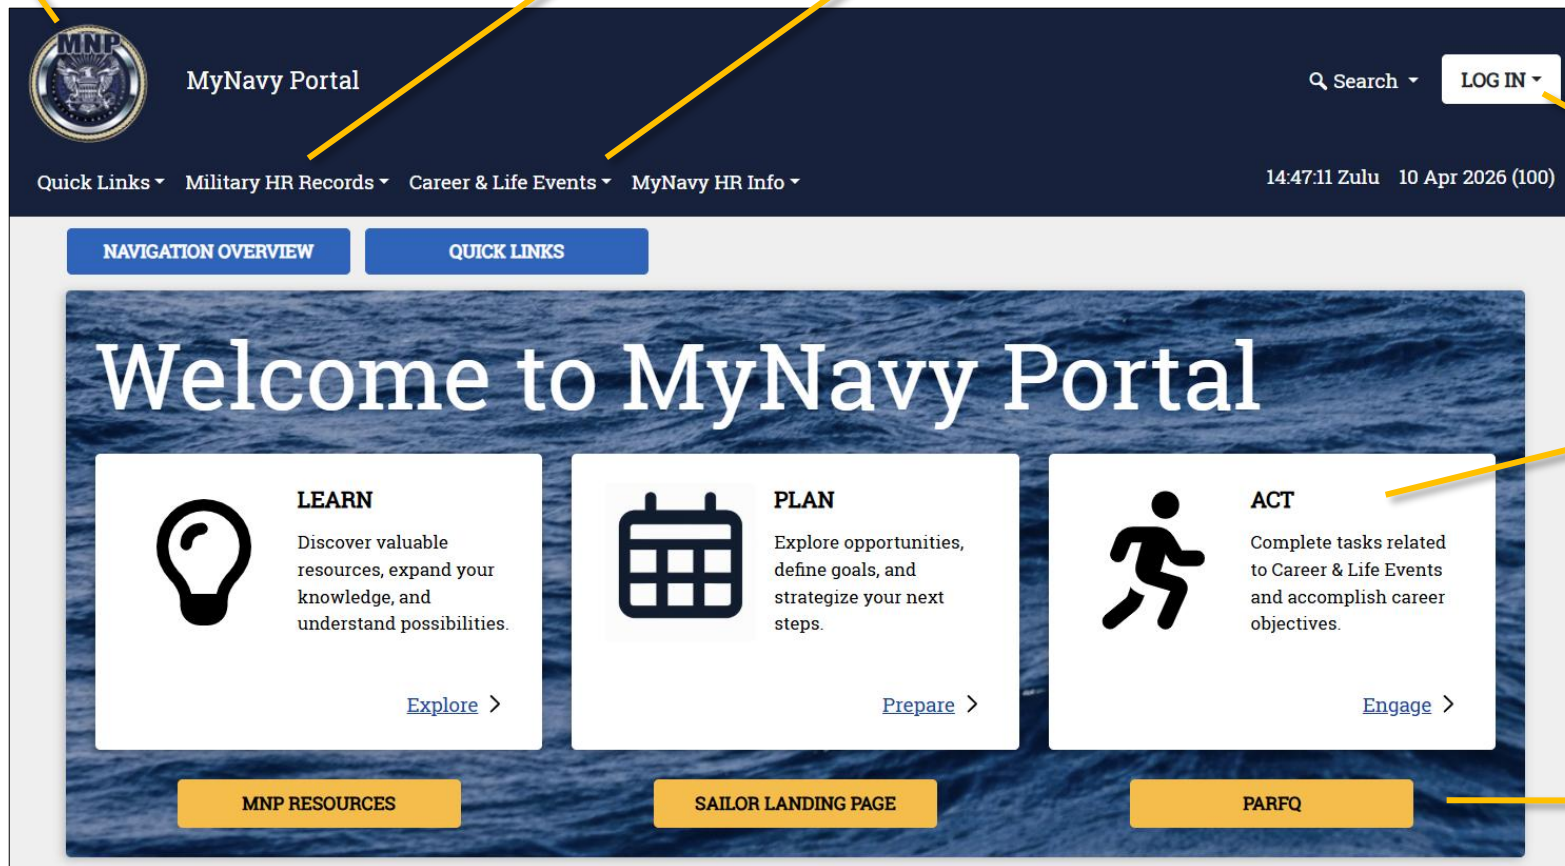 MNP
MyNavy Portal
Search
LOG IN
Quick Links
Military HR Records
Career & Life Events
MyNavy HR Info
14:47:11 Zulu 10 Apr 2026 (100)
NAVIGATION OVERVIEW
QUICK LINKS
Welcome to MyNavy Portal
LEARN
Discover valuable
resources, expand your
knowledge, and
understand possibilities.
Explore
PLAN
Explore opportunities,
define goals, and
strategize your next
steps.
Prepare
ACT
Complete tasks related
to Career & Life Events
and accomplish career
objectives.
Engage
MNP RESOURCES
SAILOR LANDING PAGE
PARFQ